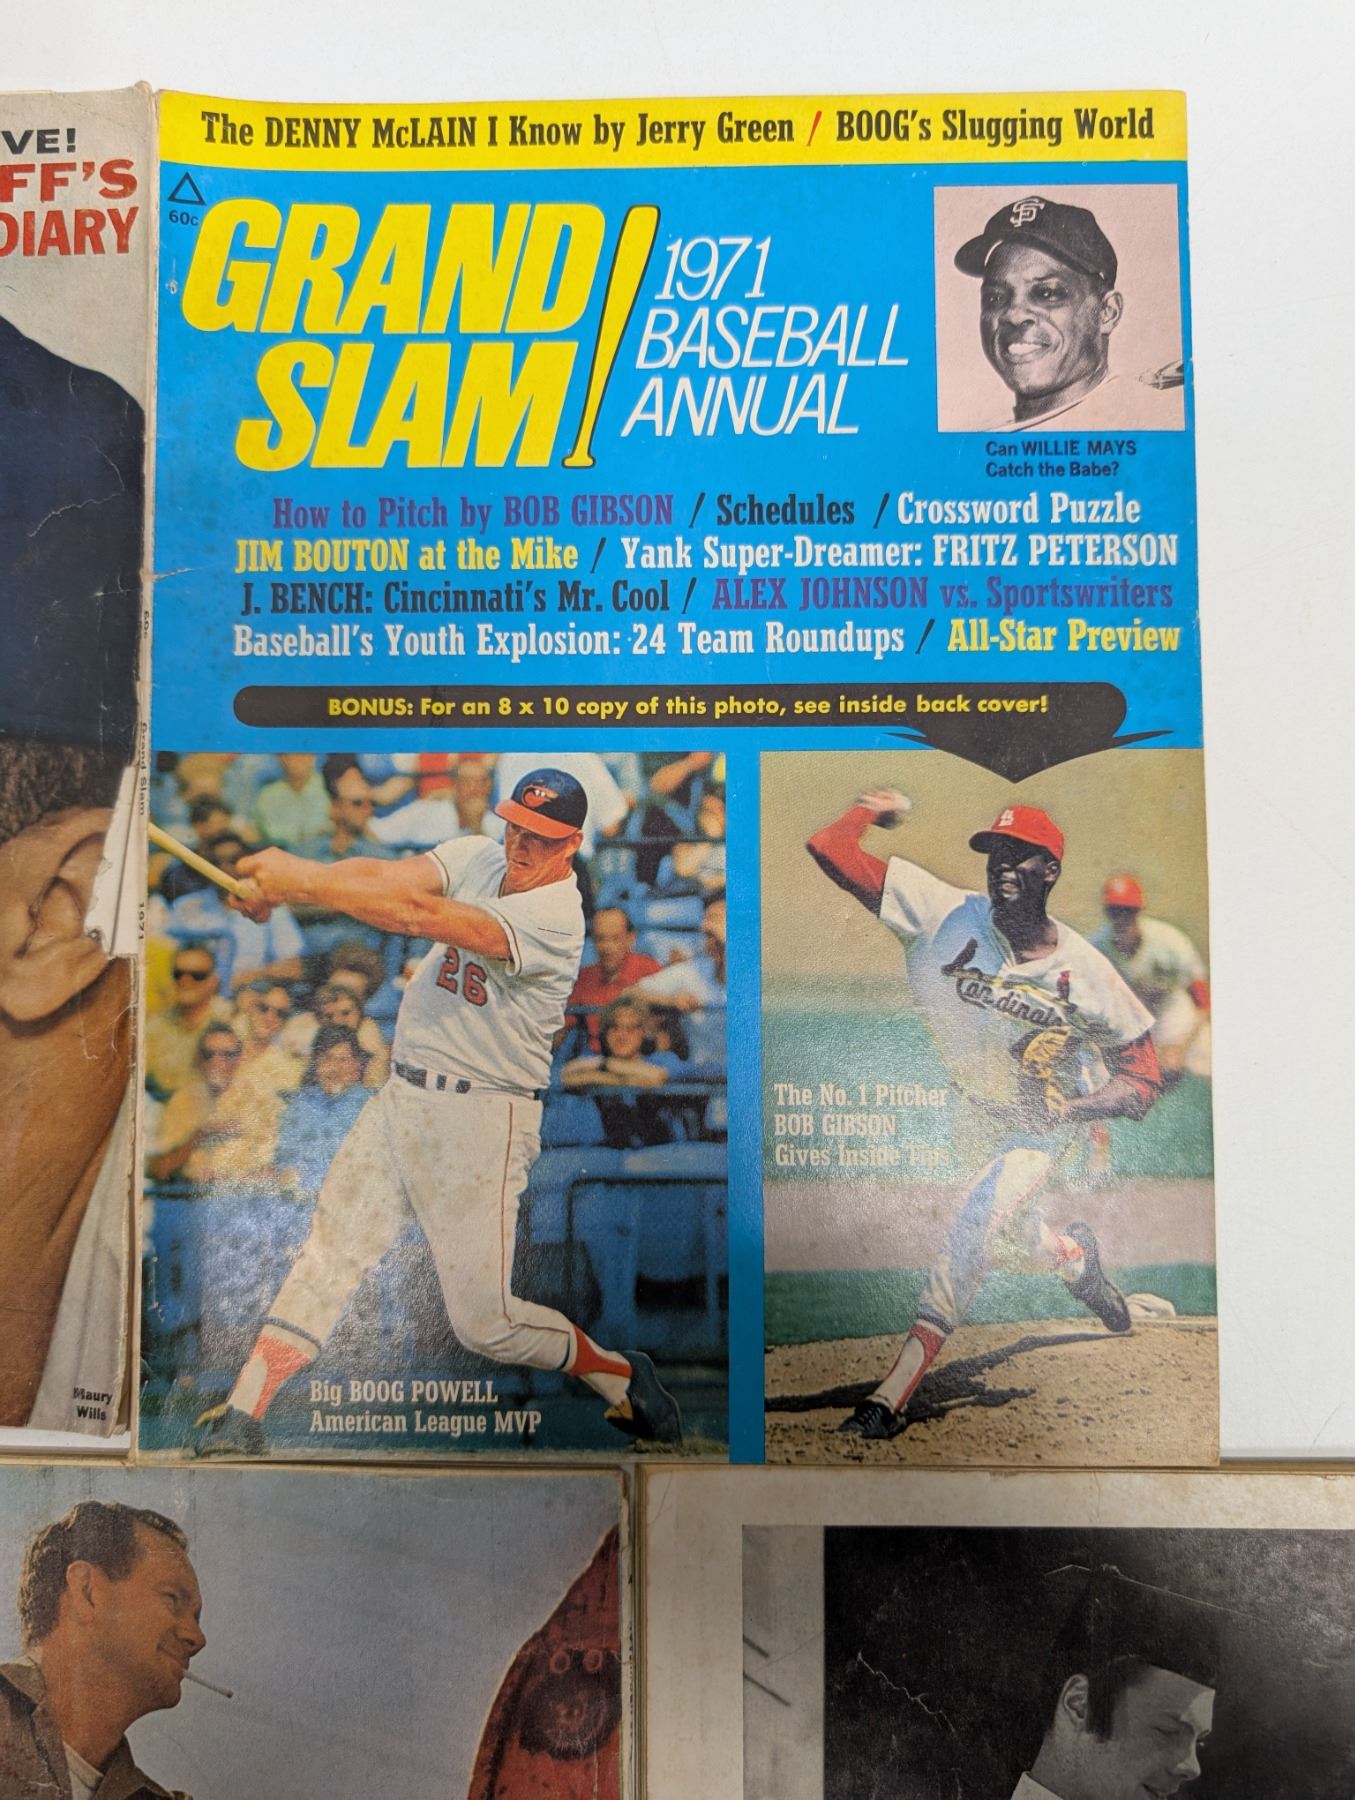 VE!
FF'S
DIARY
Maury
Wills
The DENNY McLAIN I Know by Jerry Green / BOOG's Slugging World
60c
GRAND
SLAM!
1971
BASEBALL
ANNUAL
SF
Can WILLIE MAYS
Catch the Babe?
How to Pitch by BOB GIBSON / Schedules / Crossword Puzzle
JIM BOUTON at the Mike / Yank Super-Dreamer: FRITZ PETERSON
J. BENCH: Cincinnati's Mr. Cool / ALEX JOHNSON vs. Sportswriters
Baseball's Youth Explosion: 24 Team Roundups / All-Star Preview
BONUS: For an 8 x 10 copy of this photo, see inside back cover!
26
Cardinals
The No. 1 Pitcher
BOB GIBSON
Gives Inside Tips
Big BOOG POWELL
American League MVP
60c
Grand Slam
1971